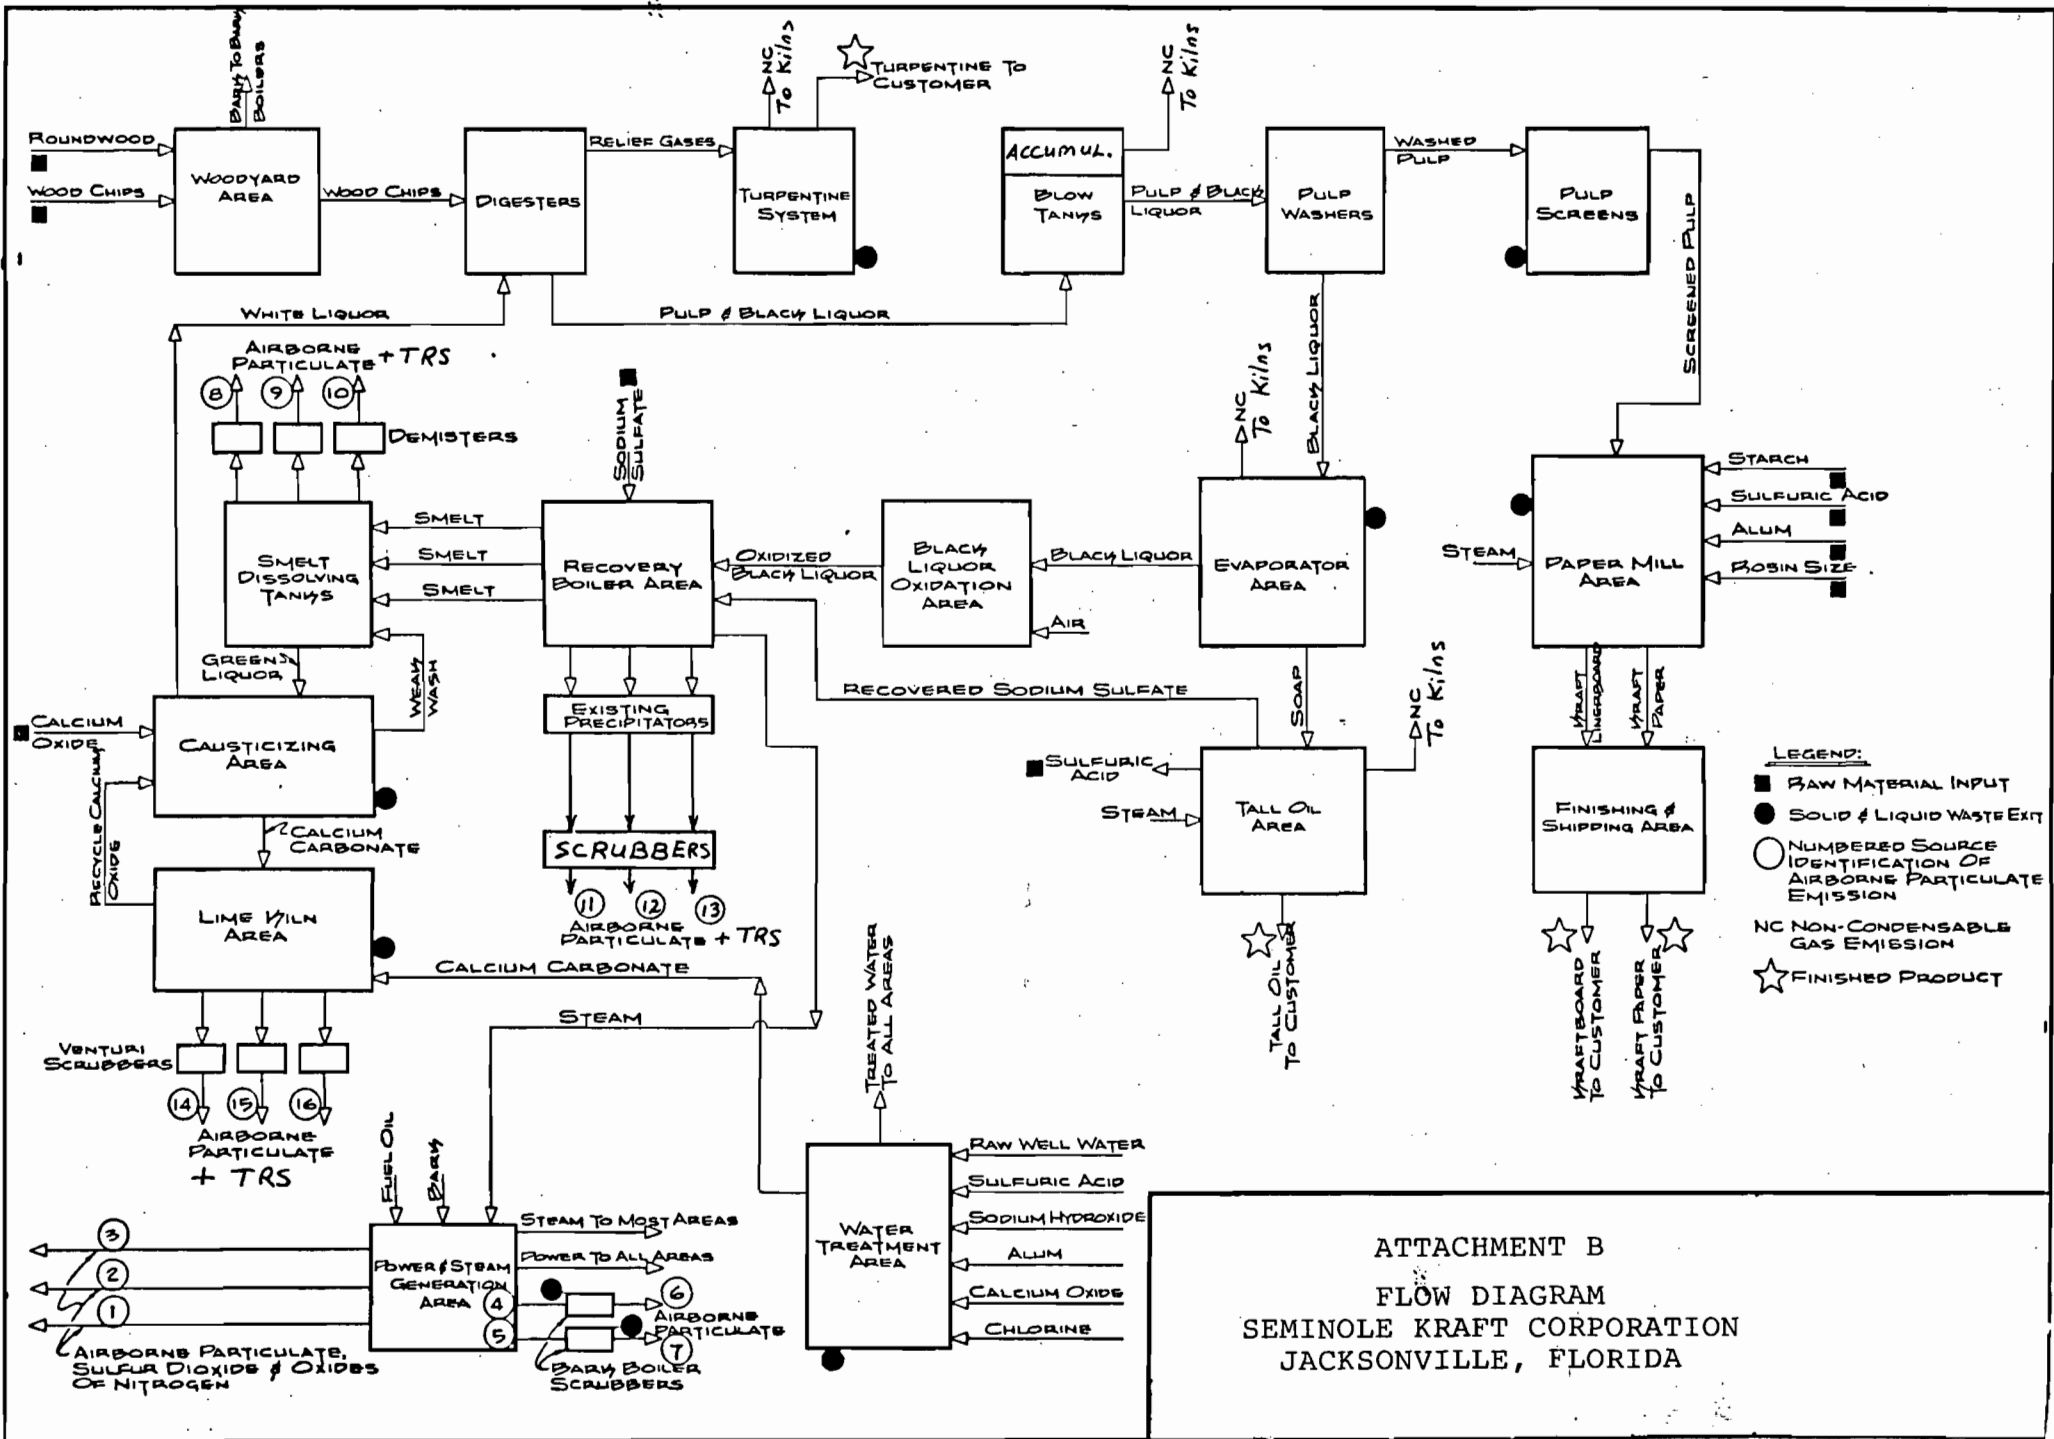 BARK TO BARK
BOILERS
ROUNDWOOD
WOOD CHIPS
WOODYARD
AREA
WOOD CHIPS
DIGESTERS
RELIEF GASES
NC
To Kilns
TURPENTINE TO
CUSTOMER
TURPENTINE
SYSTEM
ACCUMUL.
BLOW
TANKS
NC
To Kilns
PULP & BLACK
LIQUOR
PULP
WASHERS
WASHED
PULP
PULP
SCREENS
SCREENED PULP
WHITE LIQUOR
PULP & BLACK LIQUOR
BLACK LIQUOR
AIRBORNE
PARTICULATE + TRS
8
9
10
DEMISTERS
SODIUM
SULFATE
NC
To Kilns
SMELT
DISSOLVING
TANKS
SMELT
SMELT
SMELT
RECOVERY
BOILER AREA
OXIDIZED
BLACK LIQUOR
BLACK
LIQUOR
OXIDATION
AREA
BLACK LIQUOR
AIR
EVAPORATOR
AREA
STEAM
PAPER MILL
AREA
STARCH
SULFURIC ACID
ALUM
ROSIN SIZE
GREEN
LIQUOR
WEAK
WASH
CALCIUM
OXIDE
CAUSTICIZING
AREA
RECYCLE CALCIUM
OXIDE
CALCIUM
CARBONATE
LIME KILN
AREA
EXISTING
PRECIPITATORS
SCRUBBERS
11
12
13
AIRBORNE
PARTICULATE + TRS
RECOVERED SODIUM SULFATE
SOAP
NC
To Kilns
SULFURIC
ACID
STEAM
TALL OIL
AREA
TALL OIL
TO CUSTOMER
KRAFT
LINERBOARD
KRAFT
PAPER
FINISHING &
SHIPPING AREA
KRAFTBOARD
TO CUSTOMER
KRAFT PAPER
TO CUSTOMER
LEGEND:
RAW MATERIAL INPUT
SOLID & LIQUID WASTE EXIT
NUMBERED SOURCE
IDENTIFICATION OF
AIRBORNE PARTICULATE
EMISSION
NC NON-CONDENSABLE
GAS EMISSION
FINISHED PRODUCT
CALCIUM CARBONATE
STEAM
VENTURI
SCRUBBERS
14
15
16
AIRBORNE
PARTICULATE
+ TRS
TREATED WATER
TO ALL AREAS
FUEL OIL
BARK
3
2
1
AIRBORNE PARTICULATE,
SULFUR DIOXIDE & OXIDES
OF NITROGEN
POWER & STEAM
GENERATION
AREA
4
5
STEAM TO MOST AREAS
POWER TO ALL AREAS
6
AIRBORNE
PARTICULATE
7
BARK BOILER
SCRUBBERS
WATER
TREATMENT
AREA
RAW WELL WATER
SULFURIC ACID
SODIUM HYDROXIDE
ALUM
CALCIUM OXIDE
CHLORINE
ATTACHMENT B
FLOW DIAGRAM
SEMINOLE KRAFT CORPORATION
JACKSONVILLE, FLORIDA